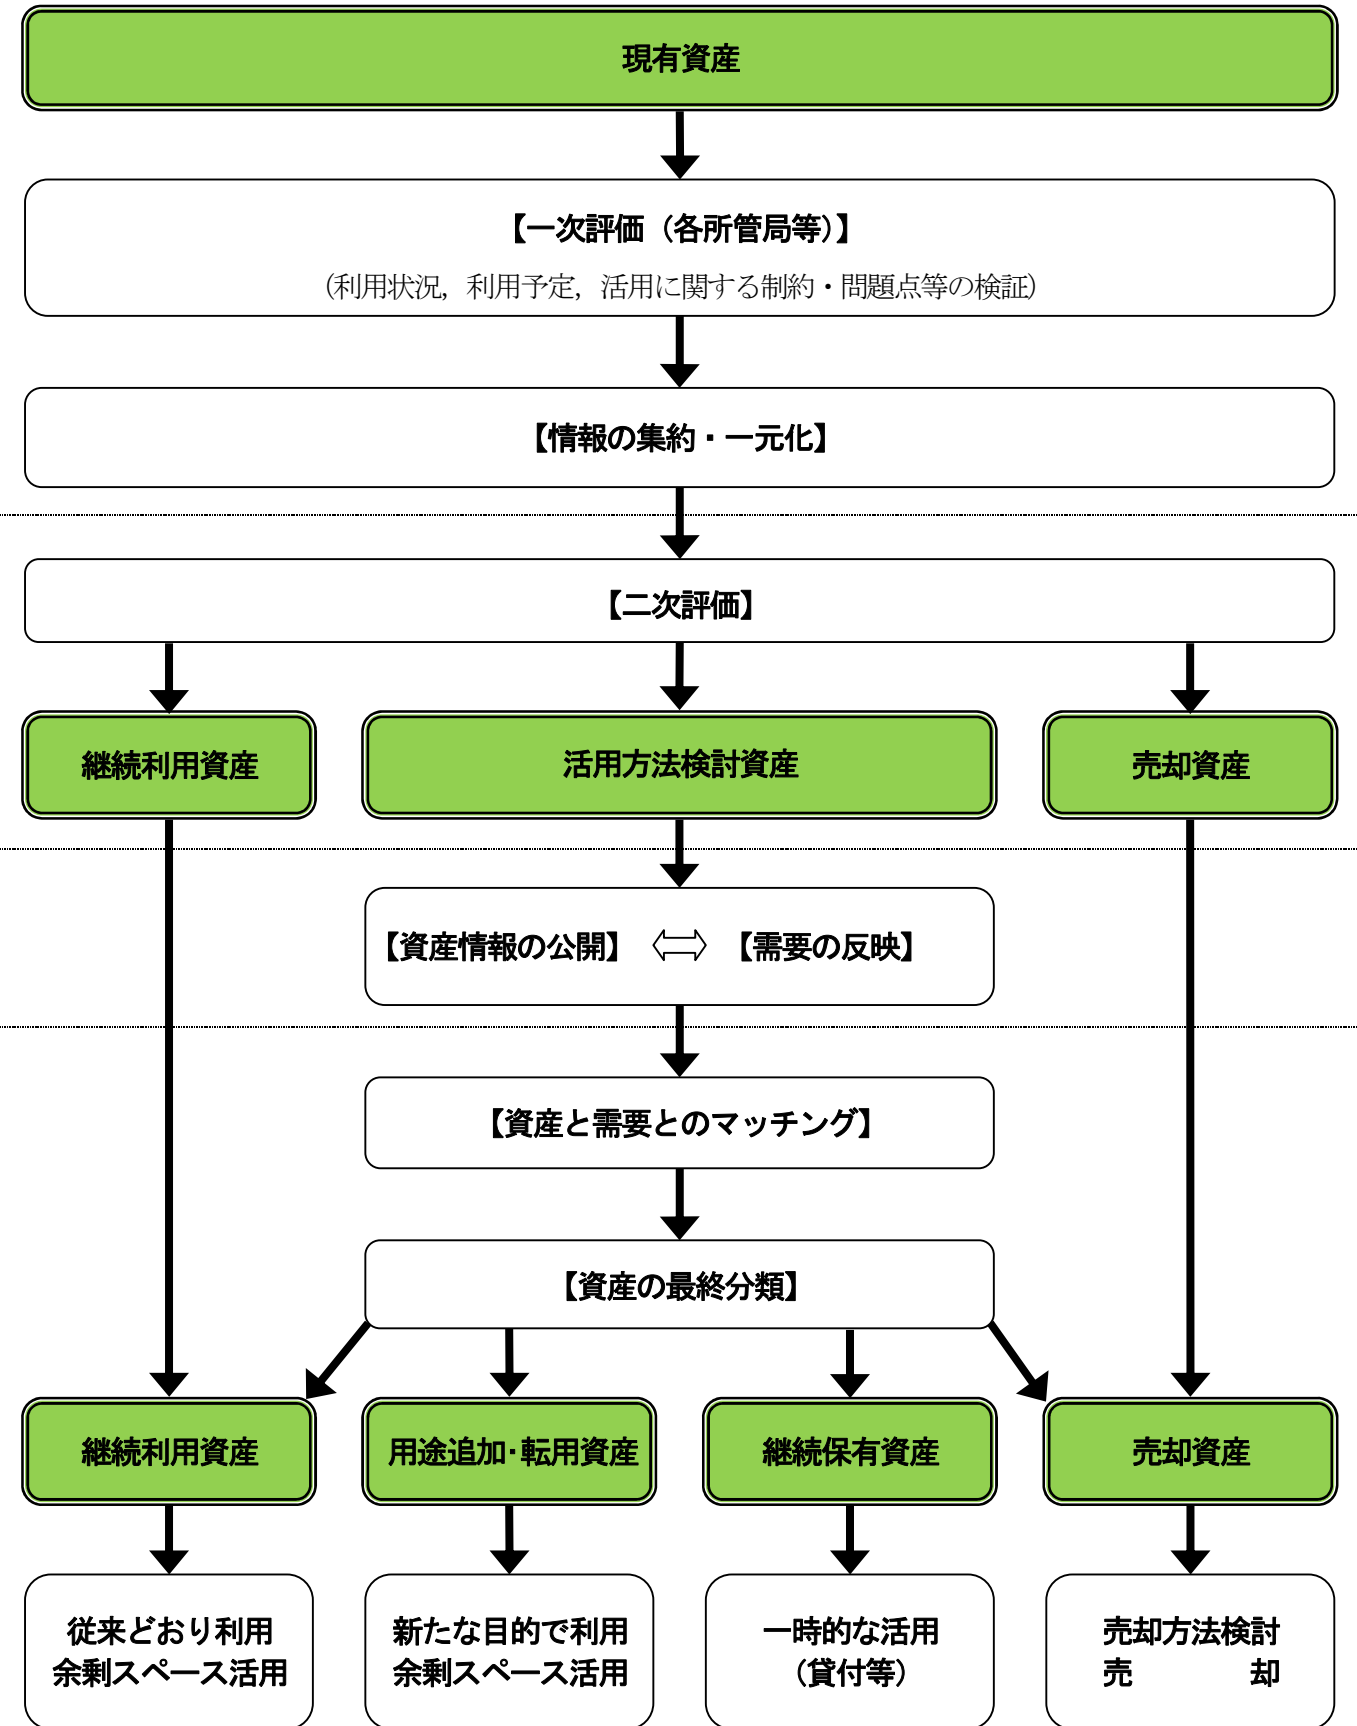 現有資産
【一次評価（各所管局等）】
（利用状況，利用予定，活用に関する制約・問題点等の検証）
【情報の集約・一元化】
【二次評価】
継続利用資産
活用方法検討資産
売却資産
【資産情報の公開】 ⇔ 【需要の反映】
【資産と需要とのマッチング】
【資産の最終分類】
継続利用資産
用途追加・転用資産
継続保有資産
売却資産
従来どおり利用
余剰スペース活用
新たな目的で利用
余剰スペース活用
一時的な活用
（貸付等）
売却方法検討
売　　　　却